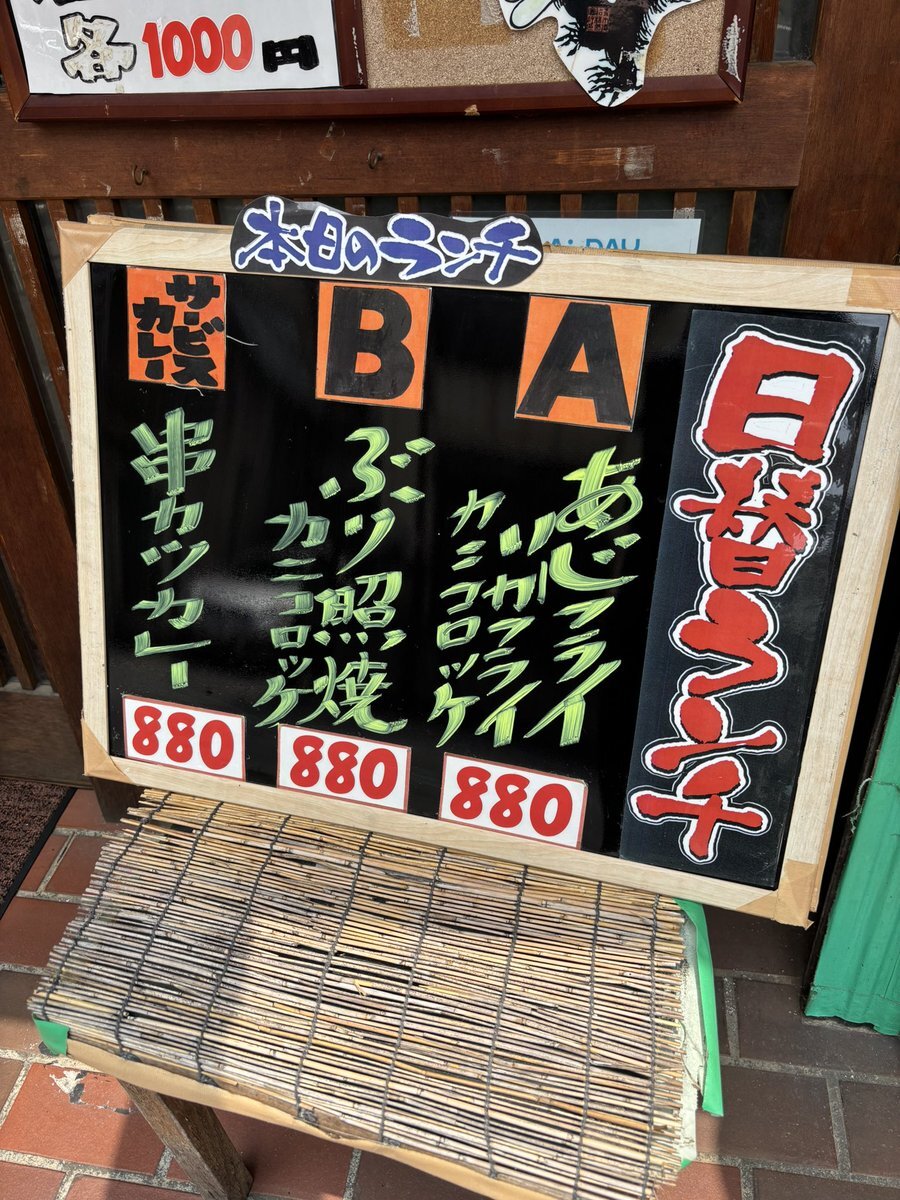 各1000円
本日のランチ
日替ランチ
A
あじフライ
イカフライ
カニコロッケ
880
B
ぶり照焼
カニコロッケ
880
サービス
カレー
串カツカレー
880